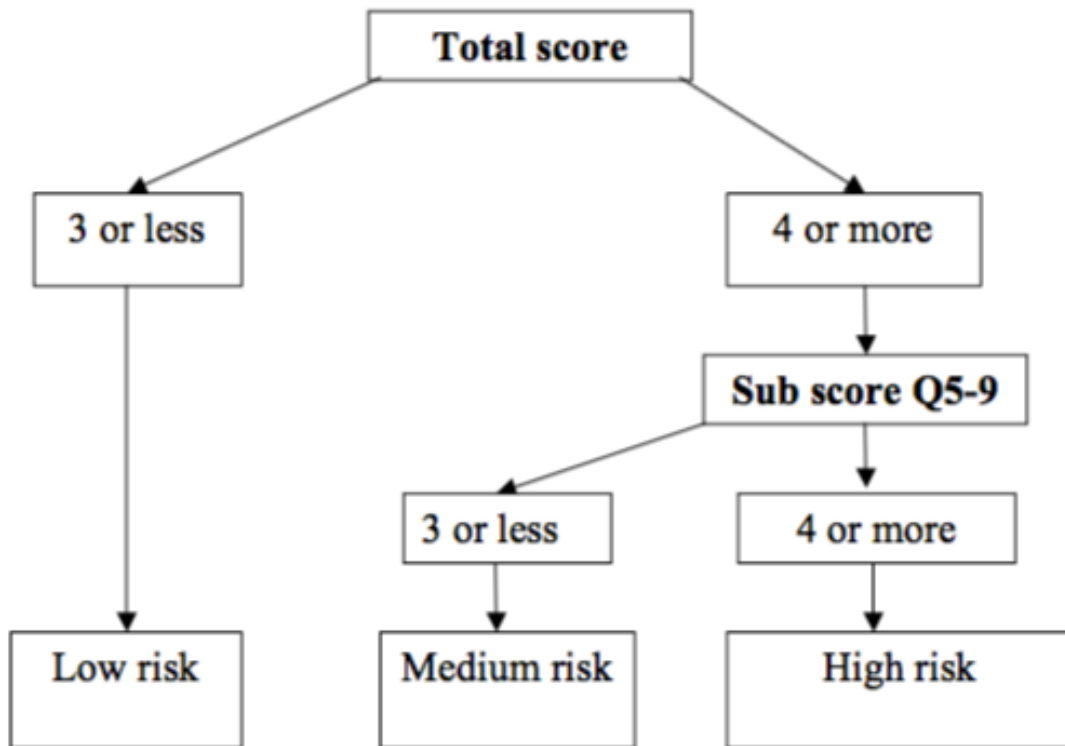 Total score
3 or less
4 or more
Sub score Q5-9
3 or less
4 or more
Low risk
Medium risk
High risk